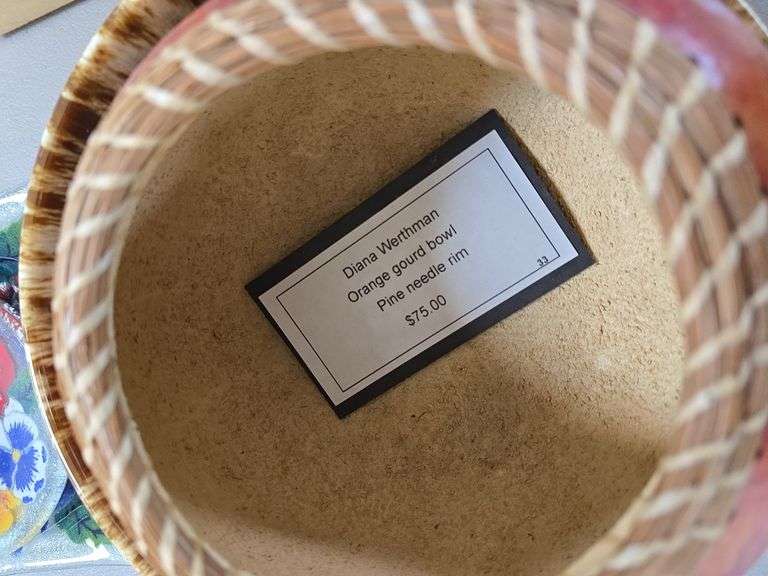 Diana Werthman
Orange gourd bowl
Pine needle rim
$75.00
33